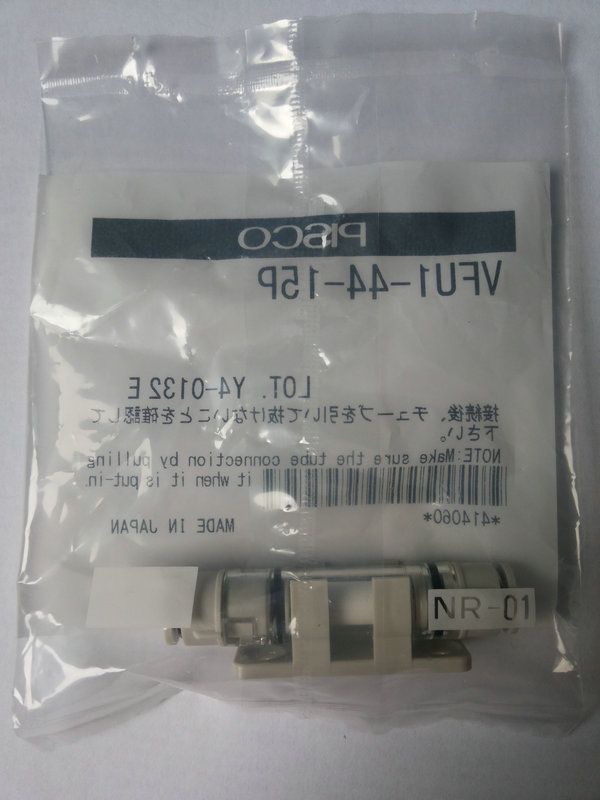 PISCO
VFU1-44-15P
LOT. Y4-0132E
接続後、チューブを引いて抜けないことを確認して
下さい。
NOTE:Make sure the tube connection by pulling
it when it is put-in.
*414060*
MADE IN JAPAN
NR-01